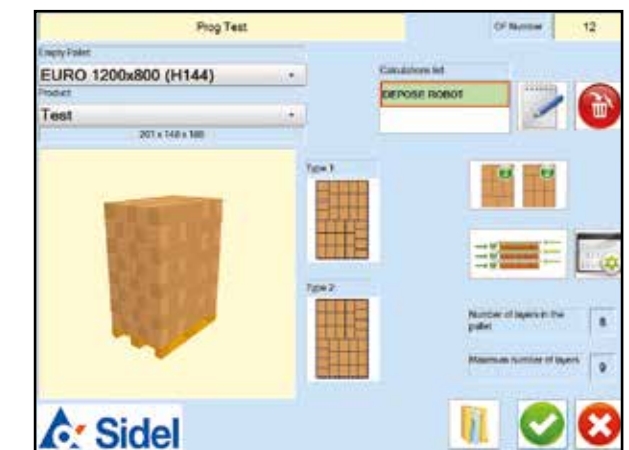 Prog Test
OF Number
12
Empty Pallet
EURO 1200x800 (H144)
Product
Test
201 x 148 x 188
Calculations list
DEPOSE ROBOT
Type 1
Type 2
Number of layers in the
pallet
8
Maximum number of layers
9
Sidel